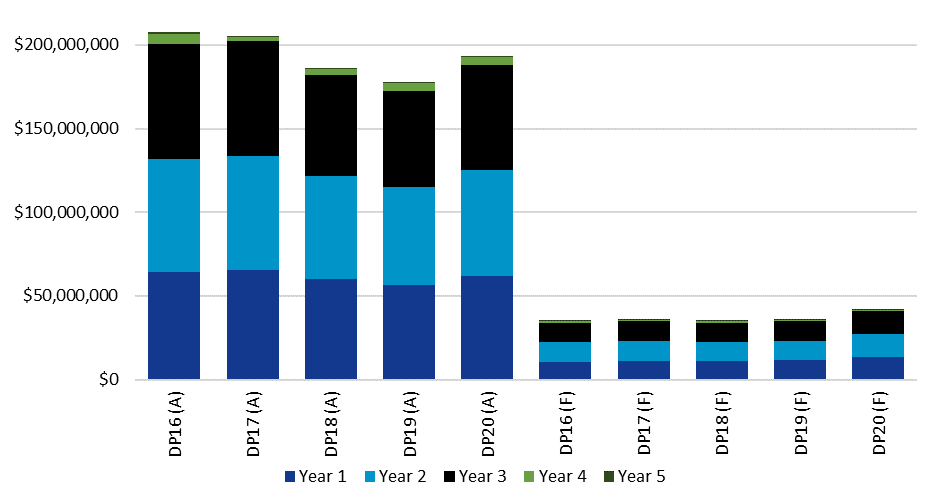 $200,000,000
$150,000,000
$100,000,000
$50,000,000
$0
DP16 (A)
DP17 (A)
DP18 (A)
DP19 (A)
DP20 (A)
DP16 (F)
DP17 (F)
DP18 (F)
DP19 (F)
DP20 (F)
Year 1 Year 2 Year 3 Year 4 Year 5